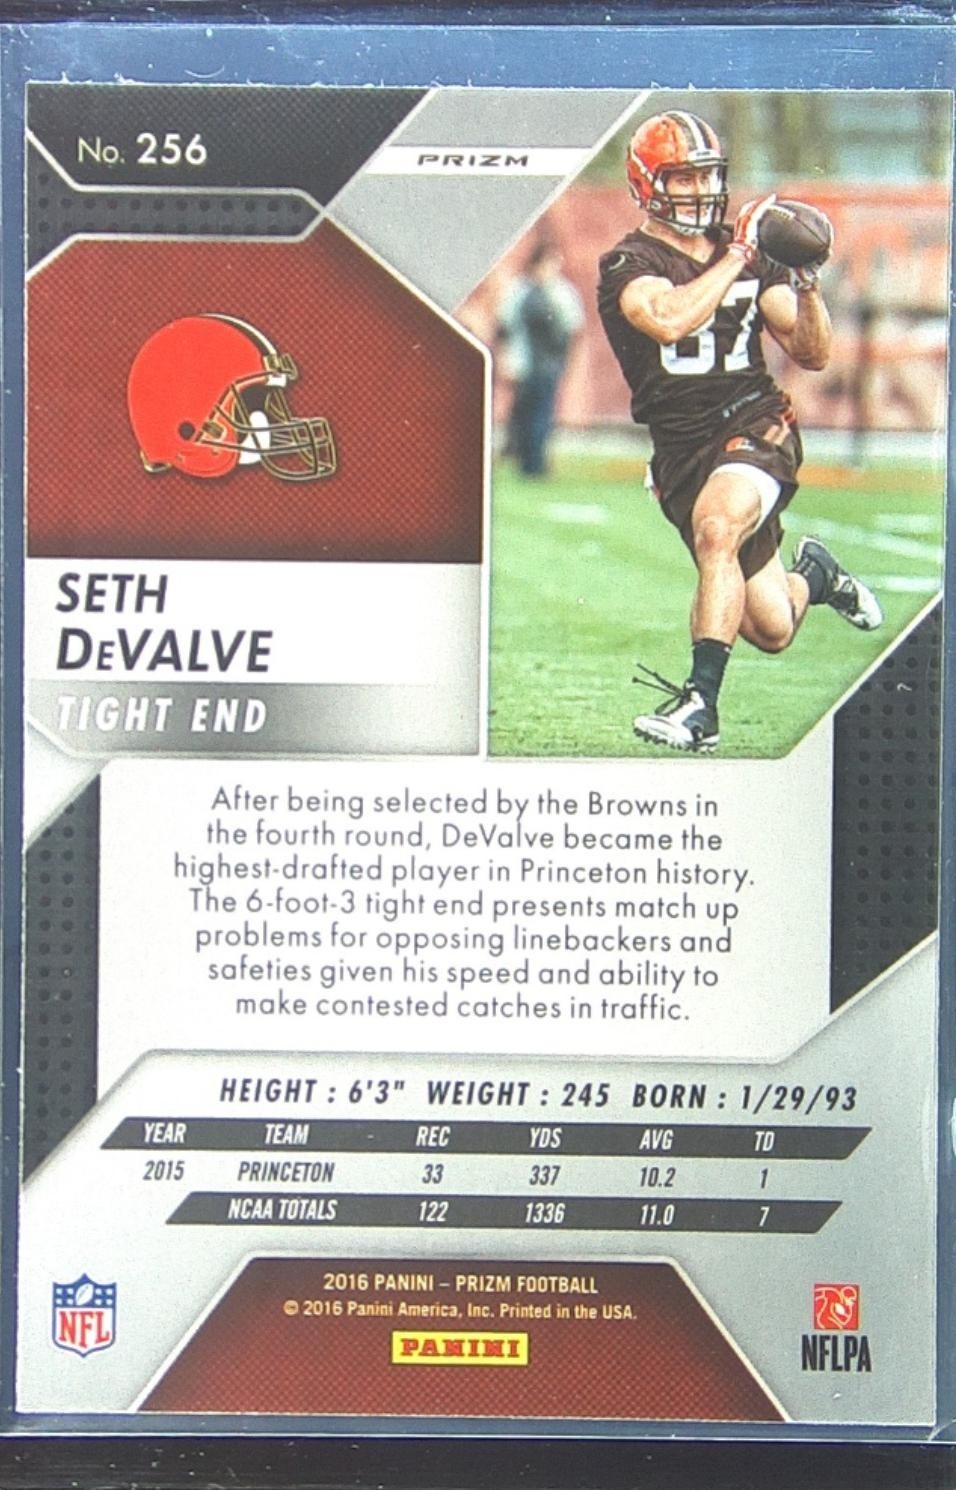 No. 256
PRIZM
87
SETH
DeVALVE
TIGHT END
After being selected by the Browns in
the fourth round, DeValve became the
highest-drafted player in Princeton history.
The 6-foot-3 tight end presents match up
problems for opposing linebackers and
safeties given his speed and ability to
make contested catches in traffic.
HEIGHT : 6'3" WEIGHT : 245 BORN : 1/29/93
YEAR TEAM REC YDS AVG TD
2015 PRINCETON 33 337 10.2 1
NCAA TOTALS 122 1336 11.0 7
2016 PANINI – PRIZM FOOTBALL
© 2016 Panini America, Inc. Printed in the USA.
PANINI
NFL
NFLPA